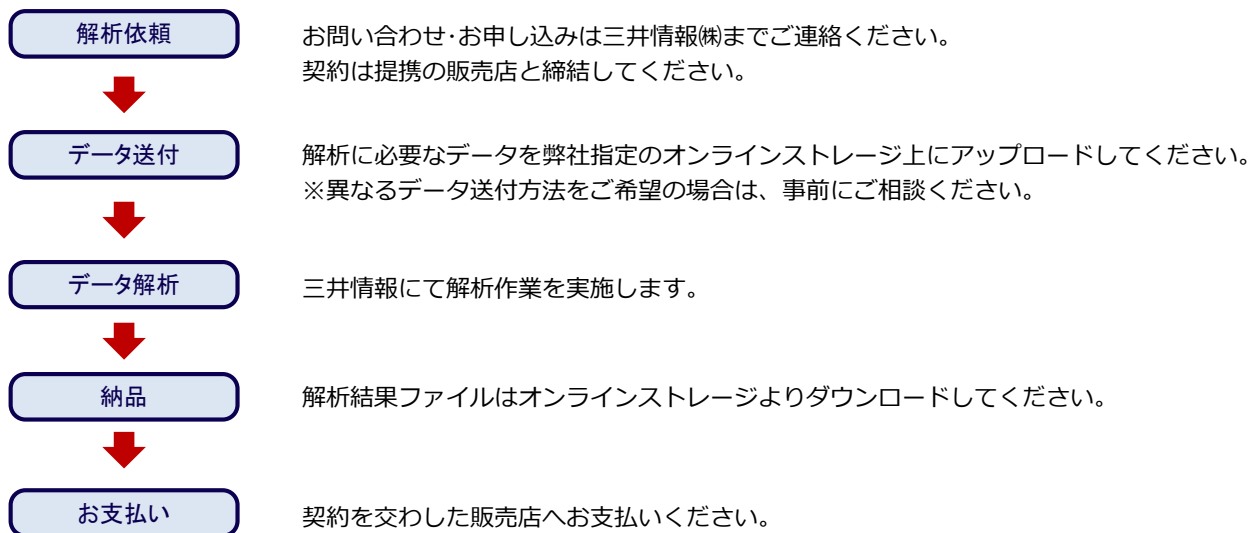 解析依頼
お問い合わせ･お申し込みは三井情報㈱までご連絡ください。
契約は提携の販売店と締結してください。
データ送付
解析に必要なデータを弊社指定のオンラインストレージ上にアップロードしてください。
※異なるデータ送付方法をご希望の場合は、事前にご相談ください。
データ解析
三井情報にて解析作業を実施します。
納品
解析結果ファイルはオンラインストレージよりダウンロードしてください。
お支払い
契約を交わした販売店へお支払いください。